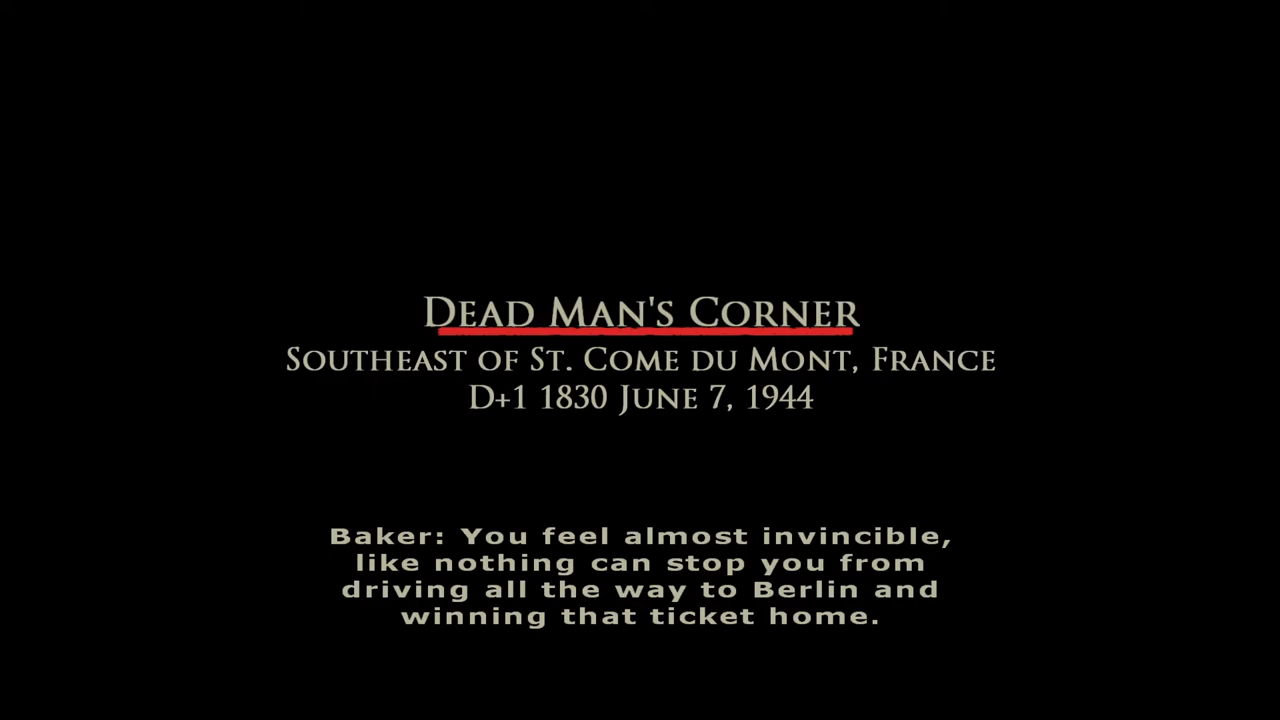 Dead Man's Corner
Southeast of St. Come du Mont, France
D+1 1830 June 7, 1944
Baker: You feel almost invincible,
like nothing can stop you from
driving all the way to Berlin and
winning that ticket home.